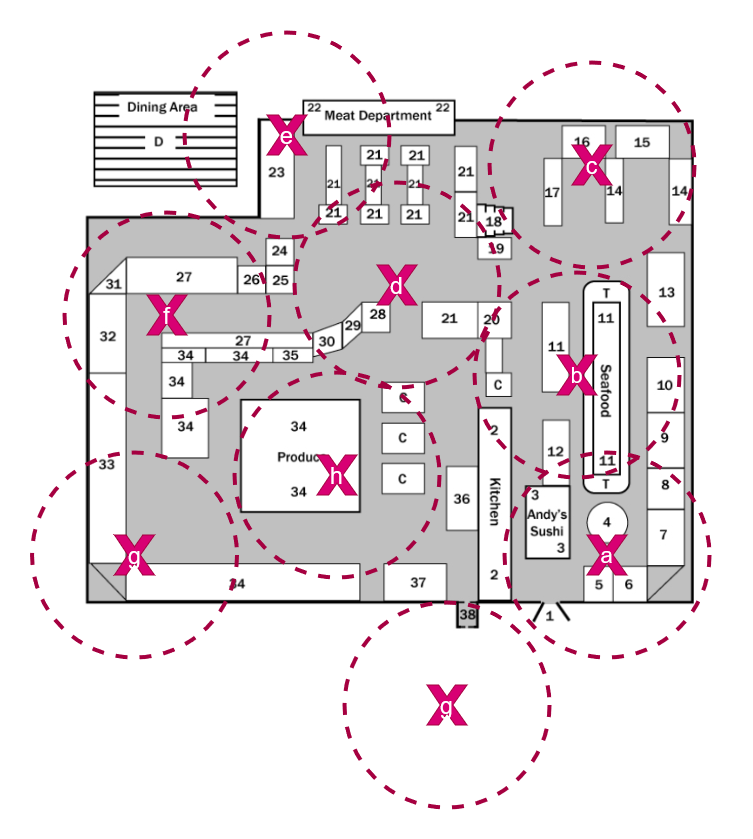 22 Meat Department 22
Dining Area
D
e
16
15
c
21
21
23
21
21
21
21
17
14
14
21
21
21
21
18
19
24
31
27
26
25
d
T
13
f
32
28
21
20
11
29
27
30
11
34
34
35
b
Seafood
10
34
C
C
34
34
2
9
C
12
Produce
33
11
h
C
T
8
34
36
Kitchen
3
Andy's
Sushi
3
4
7
g
a
34
37
2
5
6
38
1
g